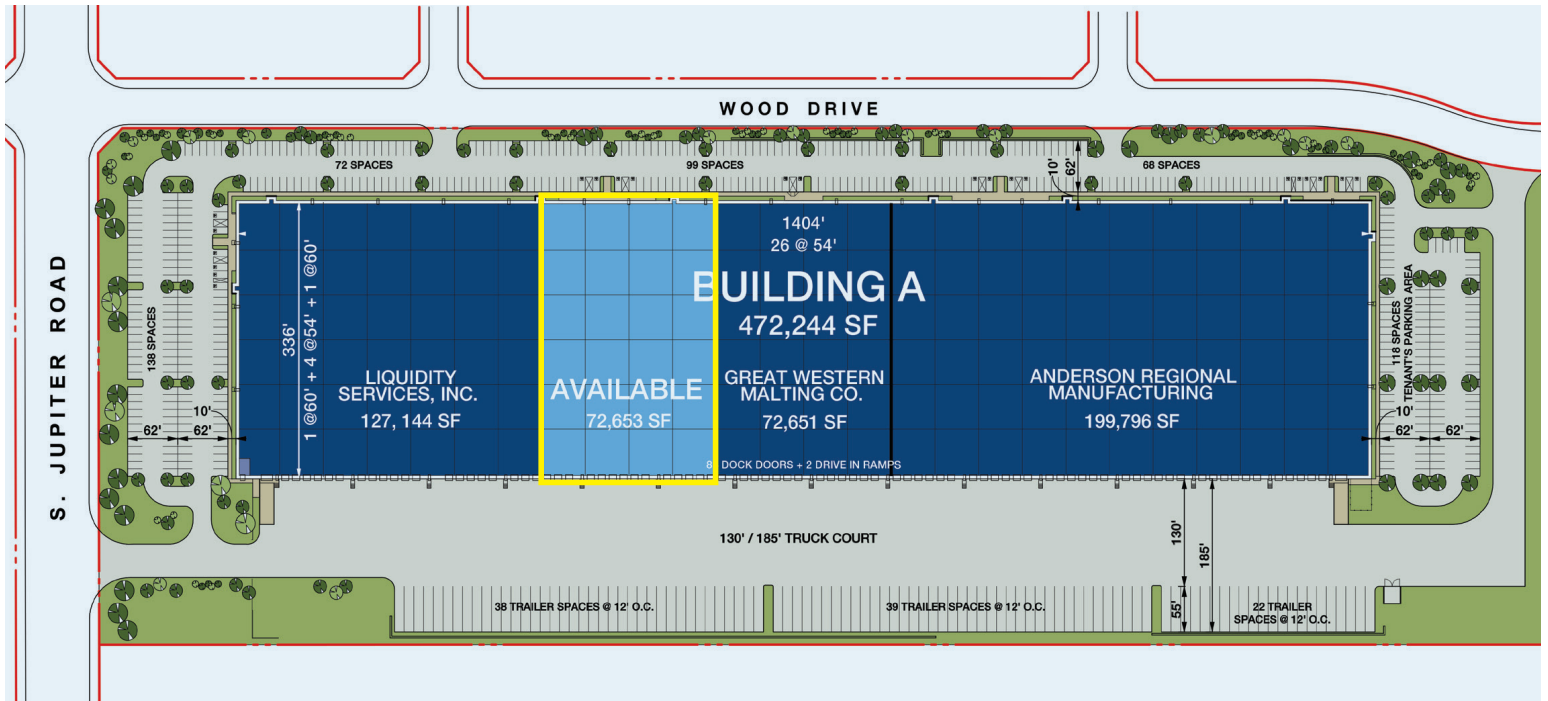 WOOD DRIVE
72 SPACES
99 SPACES
68 SPACES
10'
62'
S. JUPITER ROAD
138 SPACES
1404'
26 @ 54'
BUILDING A
472,244 SF
336'
1 @60' + 4 @54' + 1 @60'
LIQUIDITY
SERVICES, INC.
127, 144 SF
AVAILABLE
72,653 SF
GREAT WESTERN
MALTING CO.
72,651 SF
ANDERSON REGIONAL
MANUFACTURING
199,796 SF
118 SPACES
TENANT'S PARKING AREA
10'
62'
62'
10'
62'
62'
DOCK DOORS + 2 DRIVE IN RAMPS
130' / 185' TRUCK COURT
130'
185'
55'
38 TRAILER SPACES @ 12' O.C.
39 TRAILER SPACES @ 12' O.C.
22 TRAILER
SPACES @ 12' O.C.